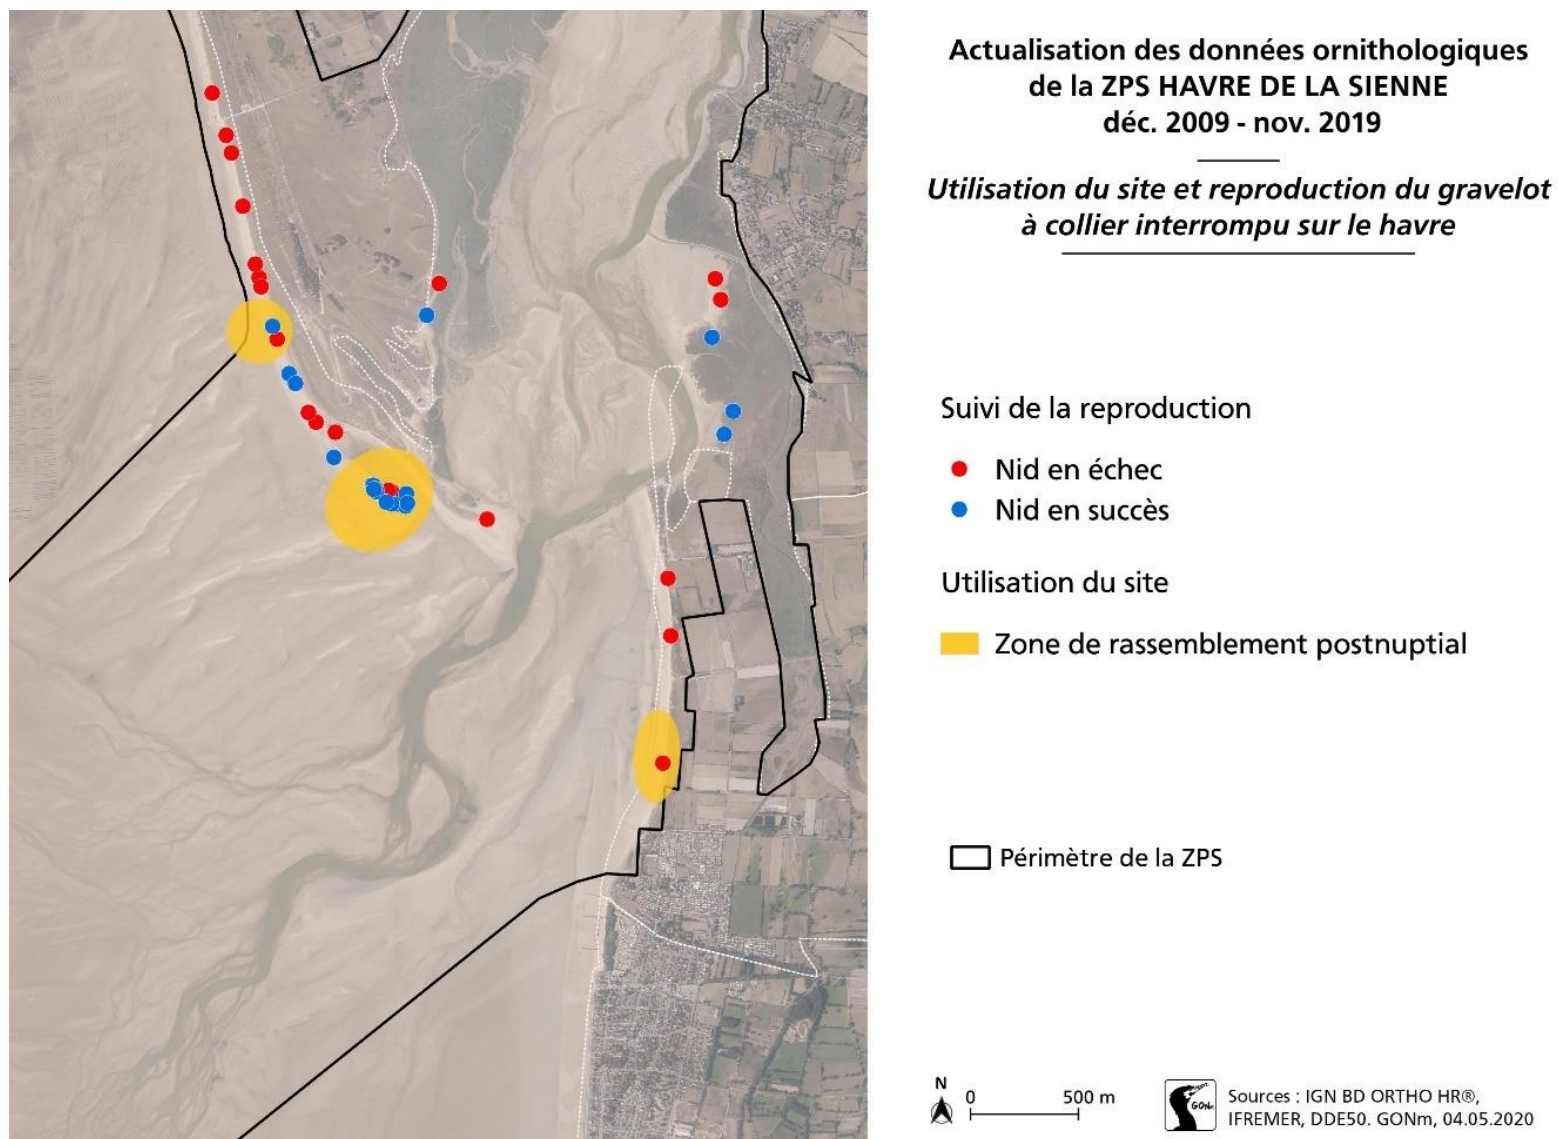 Actualisation des données ornithologiques
de la ZPS HAVRE DE LA SIENNE
déc. 2009 - nov. 2019
Utilisation du site et reproduction du gravelot
à collier interrompu sur le havre
Suivi de la reproduction
Nid en échec
Nid en succès
Utilisation du site
Zone de rassemblement postnuptial
Périmètre de la ZPS
N
0 500 m
GONm
Sources : IGN BD ORTHO HR®,
IFREMER, DDE50. GONm, 04.05.2020